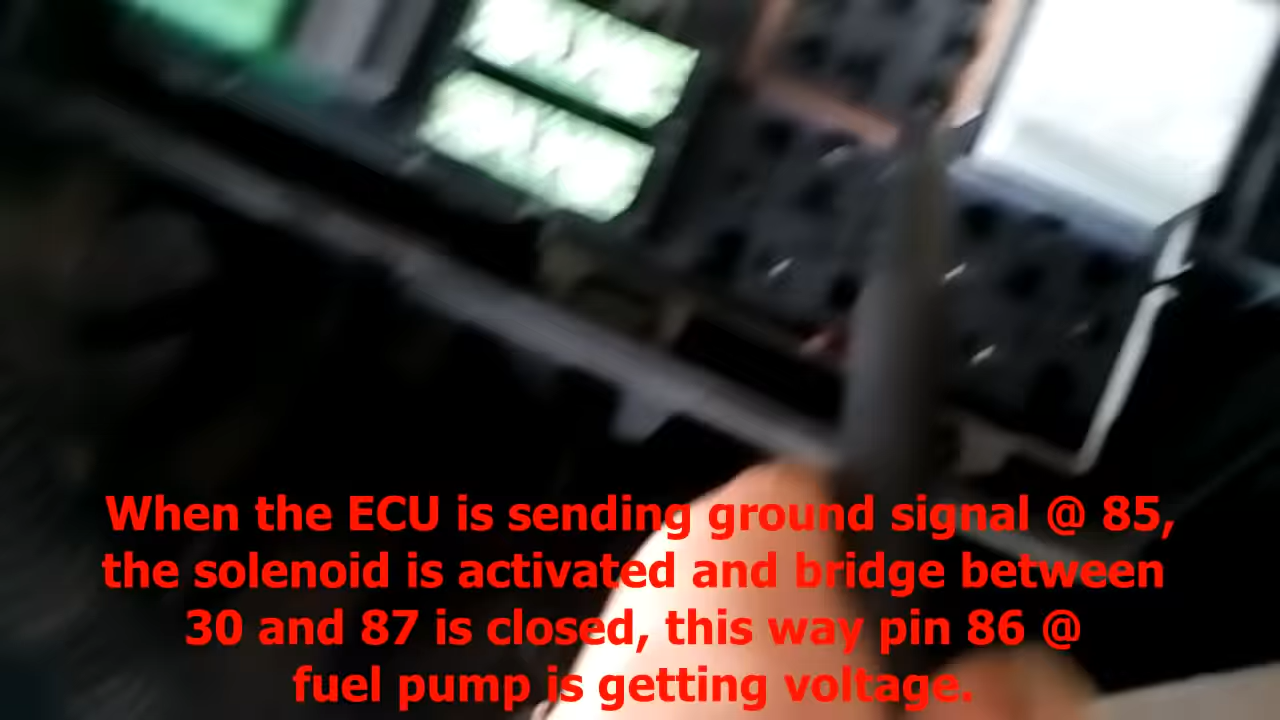 When the ECU is sending ground signal @ 85,
the solenoid is activated and bridge between
30 and 87 is closed, this way pin 86 @
fuel pump is getting voltage.